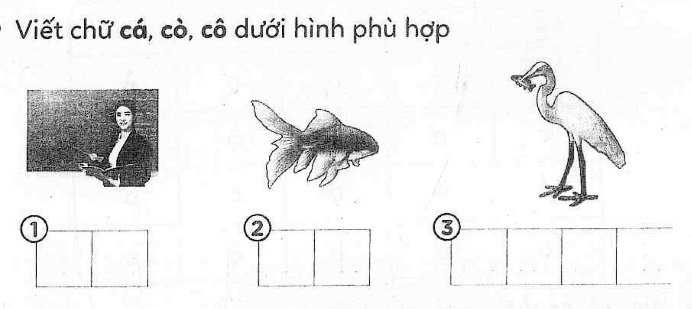 Viết chữ cá, cò, cô dưới hình phù hợp
1 2 3